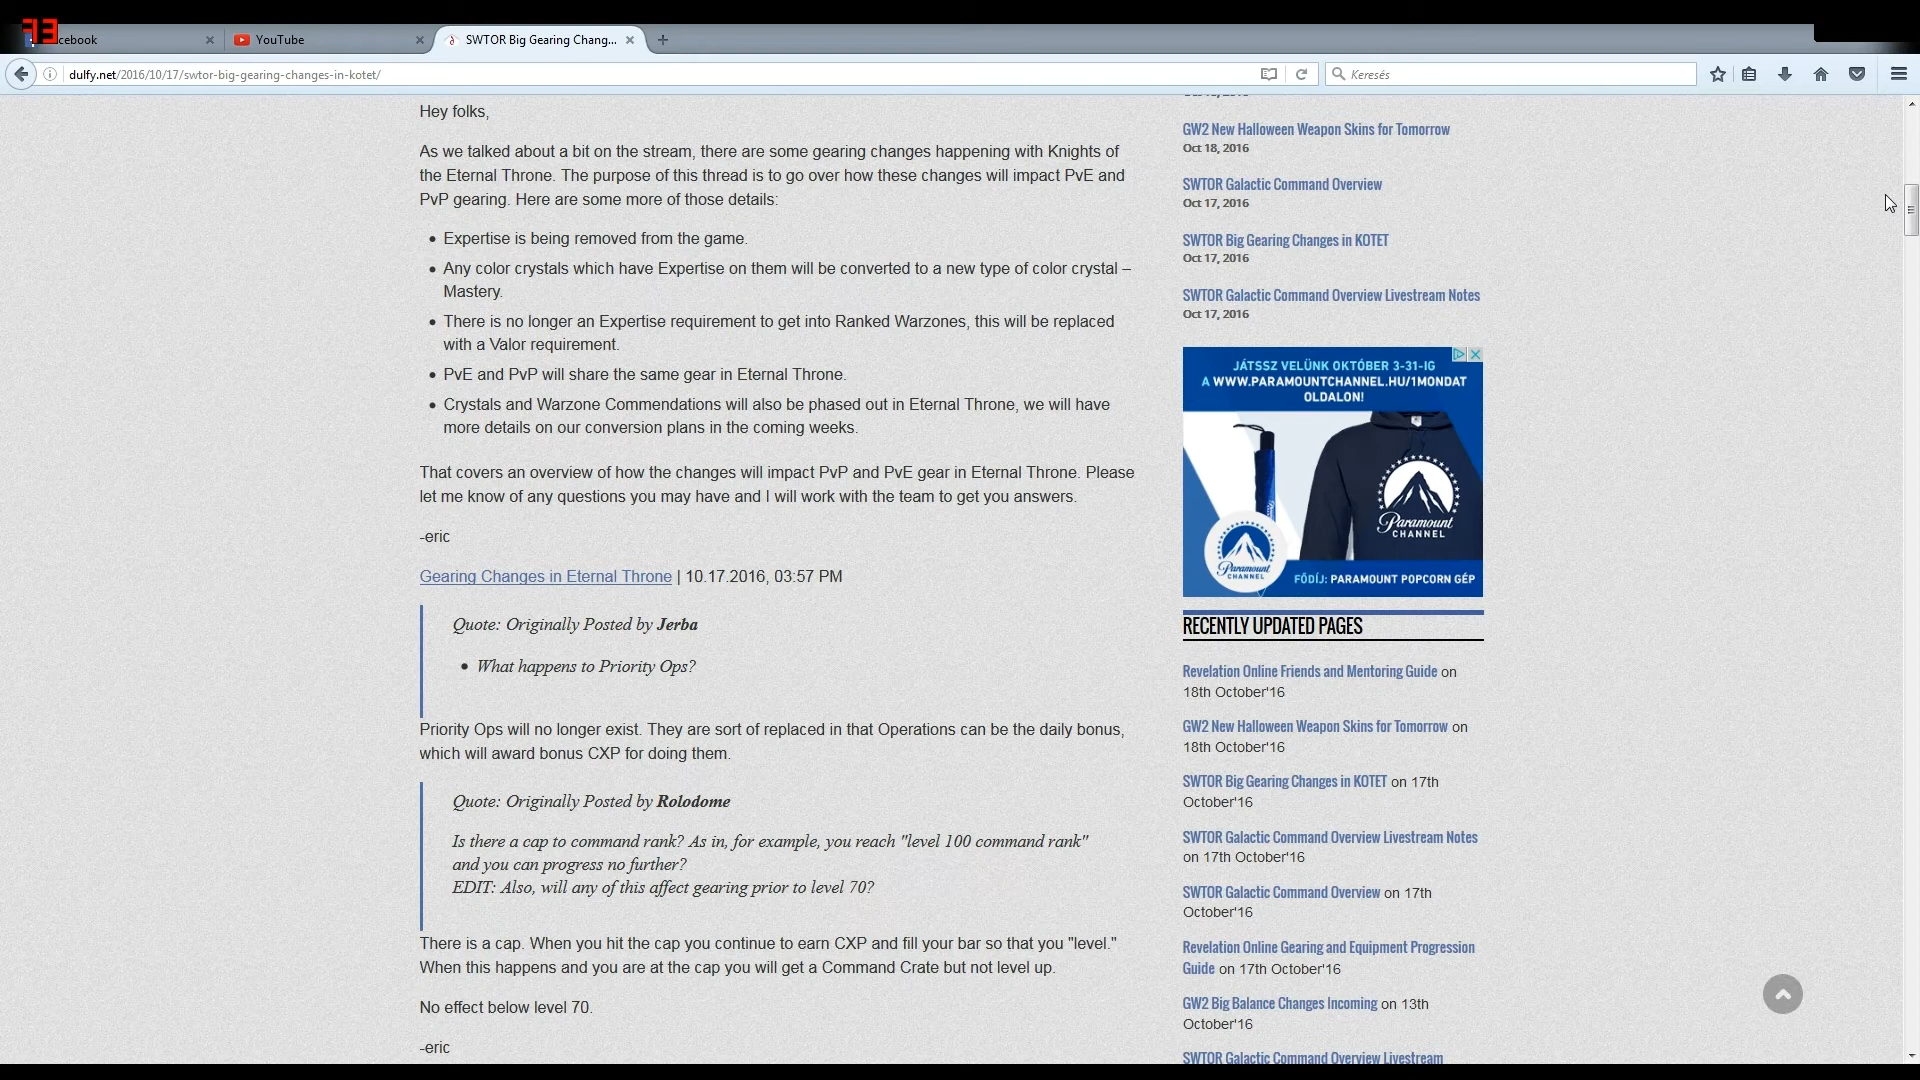 73
cebook
YouTube
SWTOR Big Gearing Chang...
dulfy.net/2016/10/17/swtor-big-gearing-changes-in-kotet/
Keresés
Hey folks,
As we talked about a bit on the stream, there are some gearing changes happening with Knights of
the Eternal Throne. The purpose of this thread is to go over how these changes will impact PvE and
PvP gearing. Here are some more of those details:
• Expertise is being removed from the game.
• Any color crystals which have Expertise on them will be converted to a new type of color crystal –
Mastery.
• There is no longer an Expertise requirement to get into Ranked Warzones, this will be replaced
with a Valor requirement.
• PvE and PvP will share the same gear in Eternal Throne.
• Crystals and Warzone Commendations will also be phased out in Eternal Throne, we will have
more details on our conversion plans in the coming weeks.
That covers an overview of how the changes will impact PvP and PvE gear in Eternal Throne. Please
let me know of any questions you may have and I will work with the team to get you answers.
-eric
Gearing Changes in Eternal Throne | 10.17.2016, 03:57 PM
Quote: Originally Posted by Jerba
• What happens to Priority Ops?
Priority Ops will no longer exist. They are sort of replaced in that Operations can be the daily bonus,
which will award bonus CXP for doing them.
Quote: Originally Posted by Rolodome
Is there a cap to command rank? As in, for example, you reach "level 100 command rank"
and you can progress no further?
EDIT: Also, will any of this affect gearing prior to level 70?
There is a cap. When you hit the cap you continue to earn CXP and fill your bar so that you "level."
When this happens and you are at the cap you will get a Command Crate but not level up.
No effect below level 70.
-eric
GW2 New Halloween Weapon Skins for Tomorrow
Oct 18, 2016
SWTOR Galactic Command Overview
Oct 17, 2016
SWTOR Big Gearing Changes in KOTET
Oct 17, 2016
SWTOR Galactic Command Overview Livestream Notes
Oct 17, 2016
JÁTSSZ VELÜNK OKTÓBER 3-31-IG
A WWW.PARAMOUNTCHANNEL.HU/1MONDAT
OLDALON!
Paramount
CHANNEL
Paramount
CHANNEL
FŐDÍJ: PARAMOUNT POPCORN GÉP
RECENTLY UPDATED PAGES
Revelation Online Friends and Mentoring Guide on
18th October'16
GW2 New Halloween Weapon Skins for Tomorrow on
18th October'16
SWTOR Big Gearing Changes in KOTET on 17th
October'16
SWTOR Galactic Command Overview Livestream Notes
on 17th October'16
SWTOR Galactic Command Overview on 17th
October'16
Revelation Online Gearing and Equipment Progression
Guide on 17th October'16
GW2 Big Balance Changes Incoming on 13th
October'16
SWTOR Galactic Command Overview Livestream